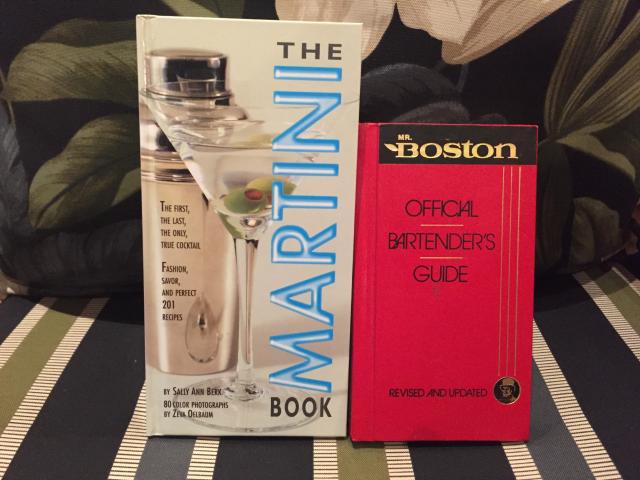 THE
MARTINI
BOOK
THE FIRST,
THE LAST,
THE ONLY,
TRUE COCKTAIL
FASHION,
SAVOR,
AND PERFECT
201
RECIPES
BY SALLY ANN BERK
80 COLOR PHOTOGRAPHS
BY ZEVA OELBAUM
MR.
BOSTON
OFFICIAL
BARTENDER'S
GUIDE
REVISED AND UPDATED